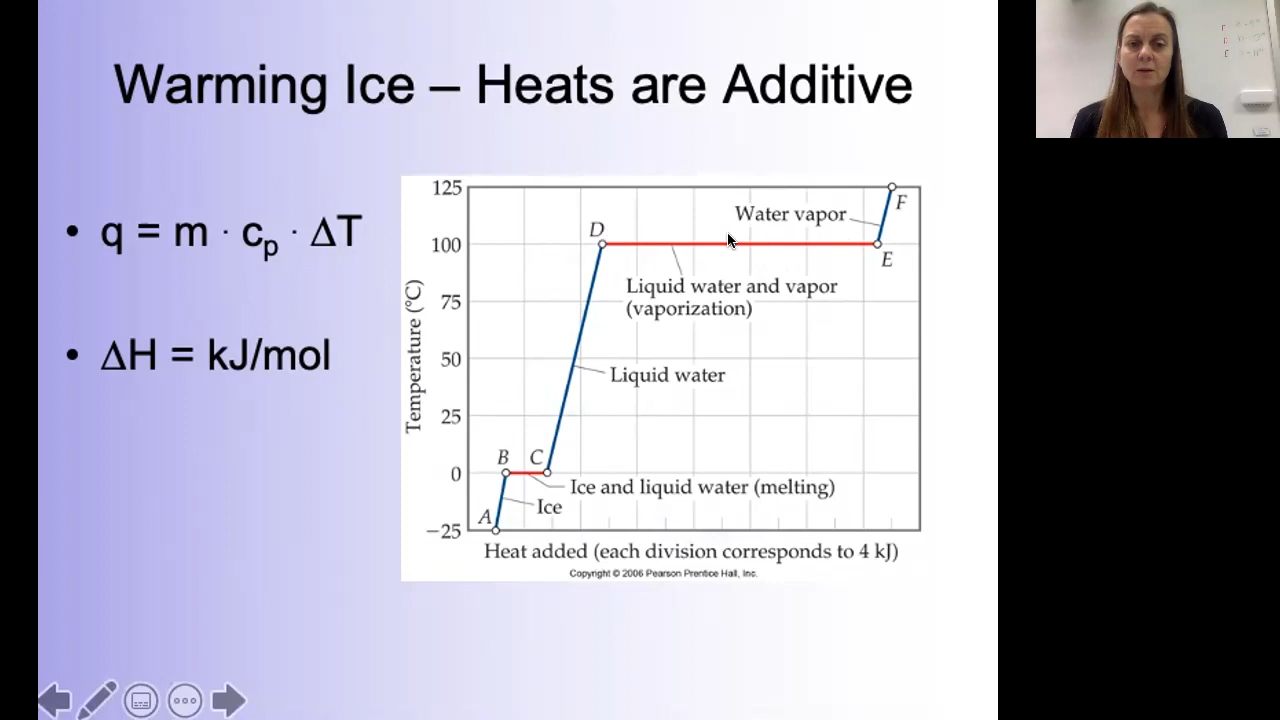 Warming Ice – Heats are Additive
• q = m · cp · ΔT
• ΔH = kJ/mol
125
100
75
50
25
0
−25
Temperature (°C)
A
B
C
D
E
F
Water vapor
Liquid water and vapor
(vaporization)
Liquid water
Ice and liquid water (melting)
Ice
Heat added (each division corresponds to 4 kJ)
Copyright © 2006 Pearson Prentice Hall, Inc.